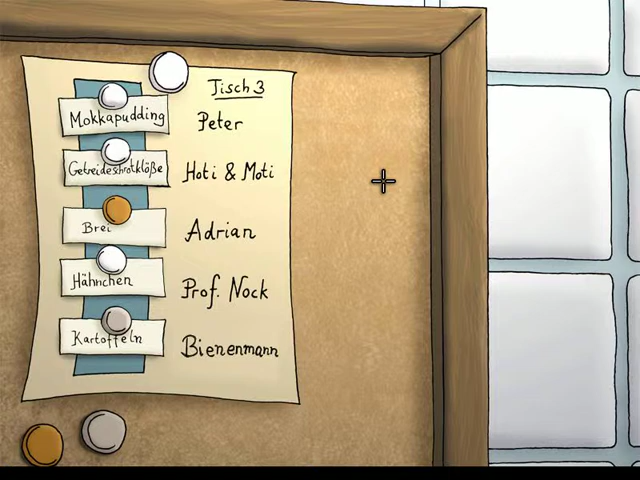 Tisch 3
Mokkapudding Peter
Getreideschrotklöße Hoti & Moti
Brei Adrian
Hähnchen Prof. Nock
Kartoffeln Bienenmann